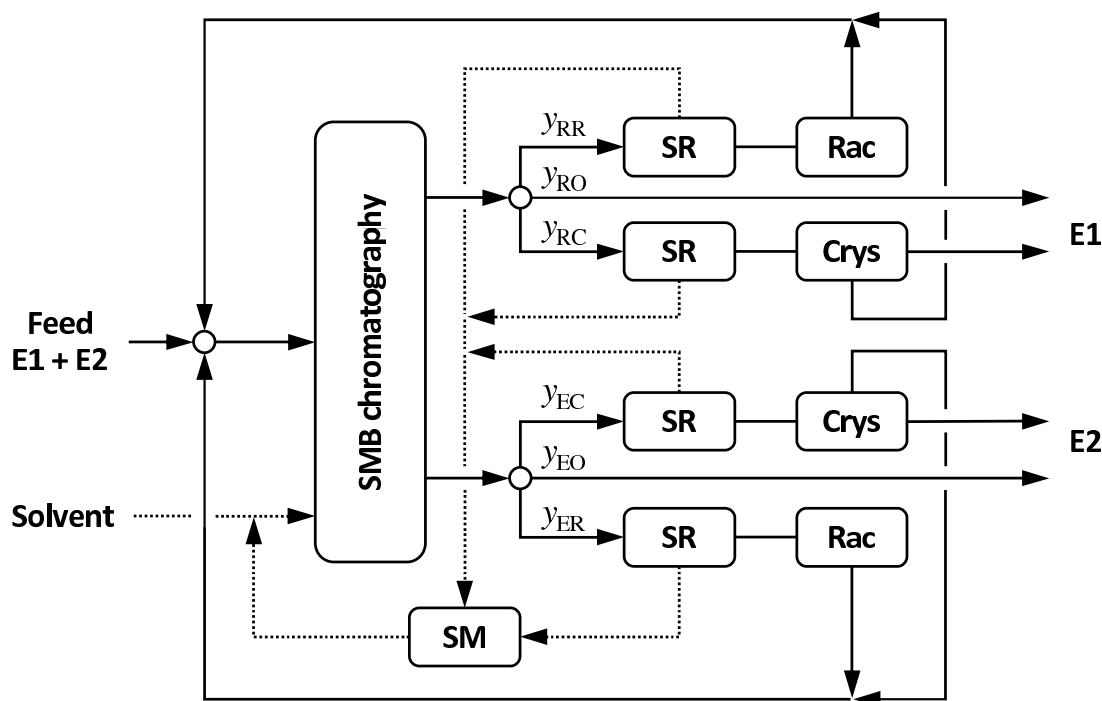 y_RR
SR
Rac
y_RO
y_RC
SR
Crys
E1
Feed
E1 + E2
SMB chromatography
y_EC
SR
Crys
y_EO
E2
Solvent
y_ER
SR
Rac
SM